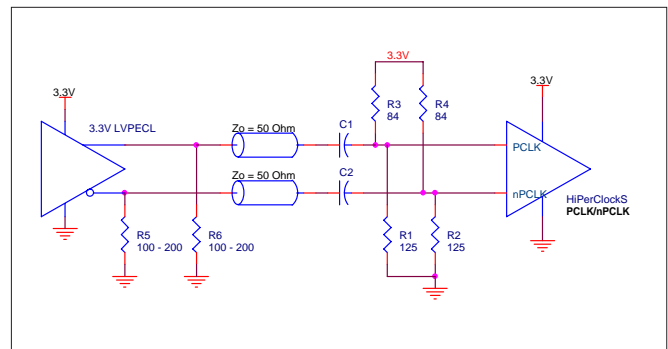 3.3V
3.3V
3.3V
R3
84
R4
84
3.3V LVPECL
Zo = 50 Ohm
C1
PCLK
Zo = 50 Ohm
C2
nPCLK
HiPerClockS
PCLK/nPCLK
R5
100 - 200
R6
100 - 200
R1
125
R2
125